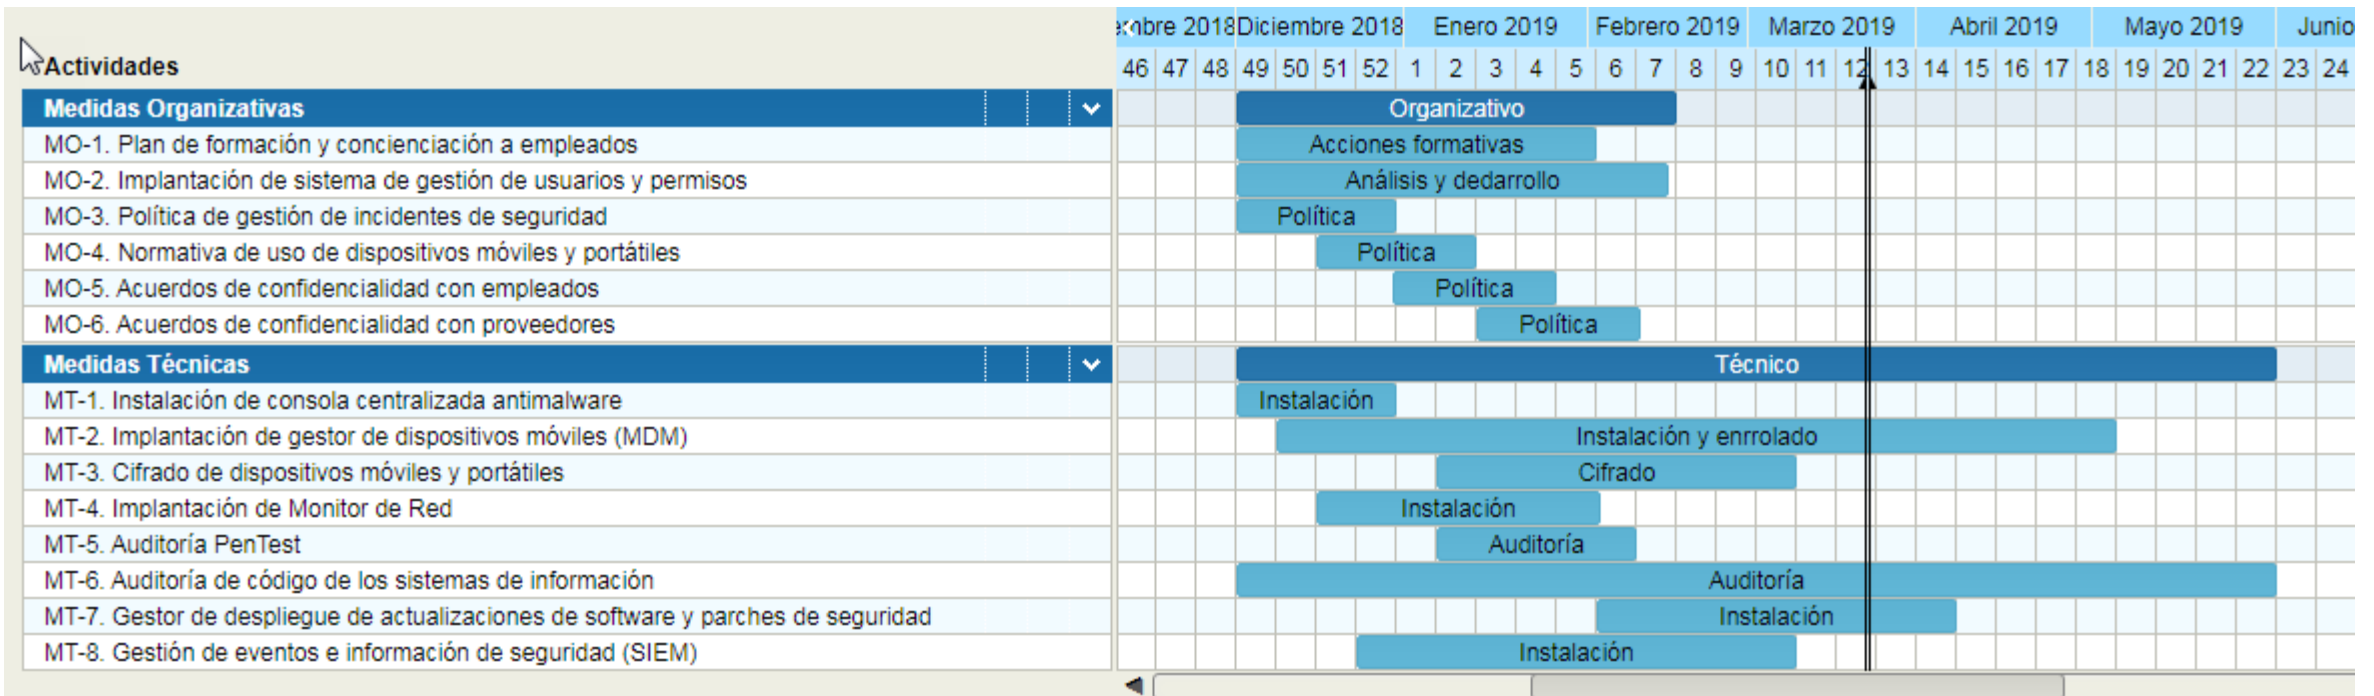 embre 2018 Diciembre 2018 Enero 2019 Febrero 2019 Marzo 2019 Abril 2019 Mayo 2019 Junio
Actividades 46 47 48 49 50 51 52 1 2 3 4 5 6 7 8 9 10 11 12 13 14 15 16 17 18 19 20 21 22 23 24
Medidas Organizativas Organizativo
MO-1. Plan de formación y concienciación a empleados Acciones formativas
MO-2. Implantación de sistema de gestión de usuarios y permisos Análisis y dedarrollo
MO-3. Política de gestión de incidentes de seguridad Política
MO-4. Normativa de uso de dispositivos móviles y portátiles Política
MO-5. Acuerdos de confidencialidad con empleados Política
MO-6. Acuerdos de confidencialidad con proveedores Política
Medidas Técnicas Técnico
MT-1. Instalación de consola centralizada antimalware Instalación
MT-2. Implantación de gestor de dispositivos móviles (MDM) Instalación y enrrolado
MT-3. Cifrado de dispositivos móviles y portátiles Cifrado
MT-4. Implantación de Monitor de Red Instalación
MT-5. Auditoría PenTest Auditoría
MT-6. Auditoría de código de los sistemas de información Auditoría
MT-7. Gestor de despliegue de actualizaciones de software y parches de seguridad Instalación
MT-8. Gestión de eventos e información de seguridad (SIEM) Instalación